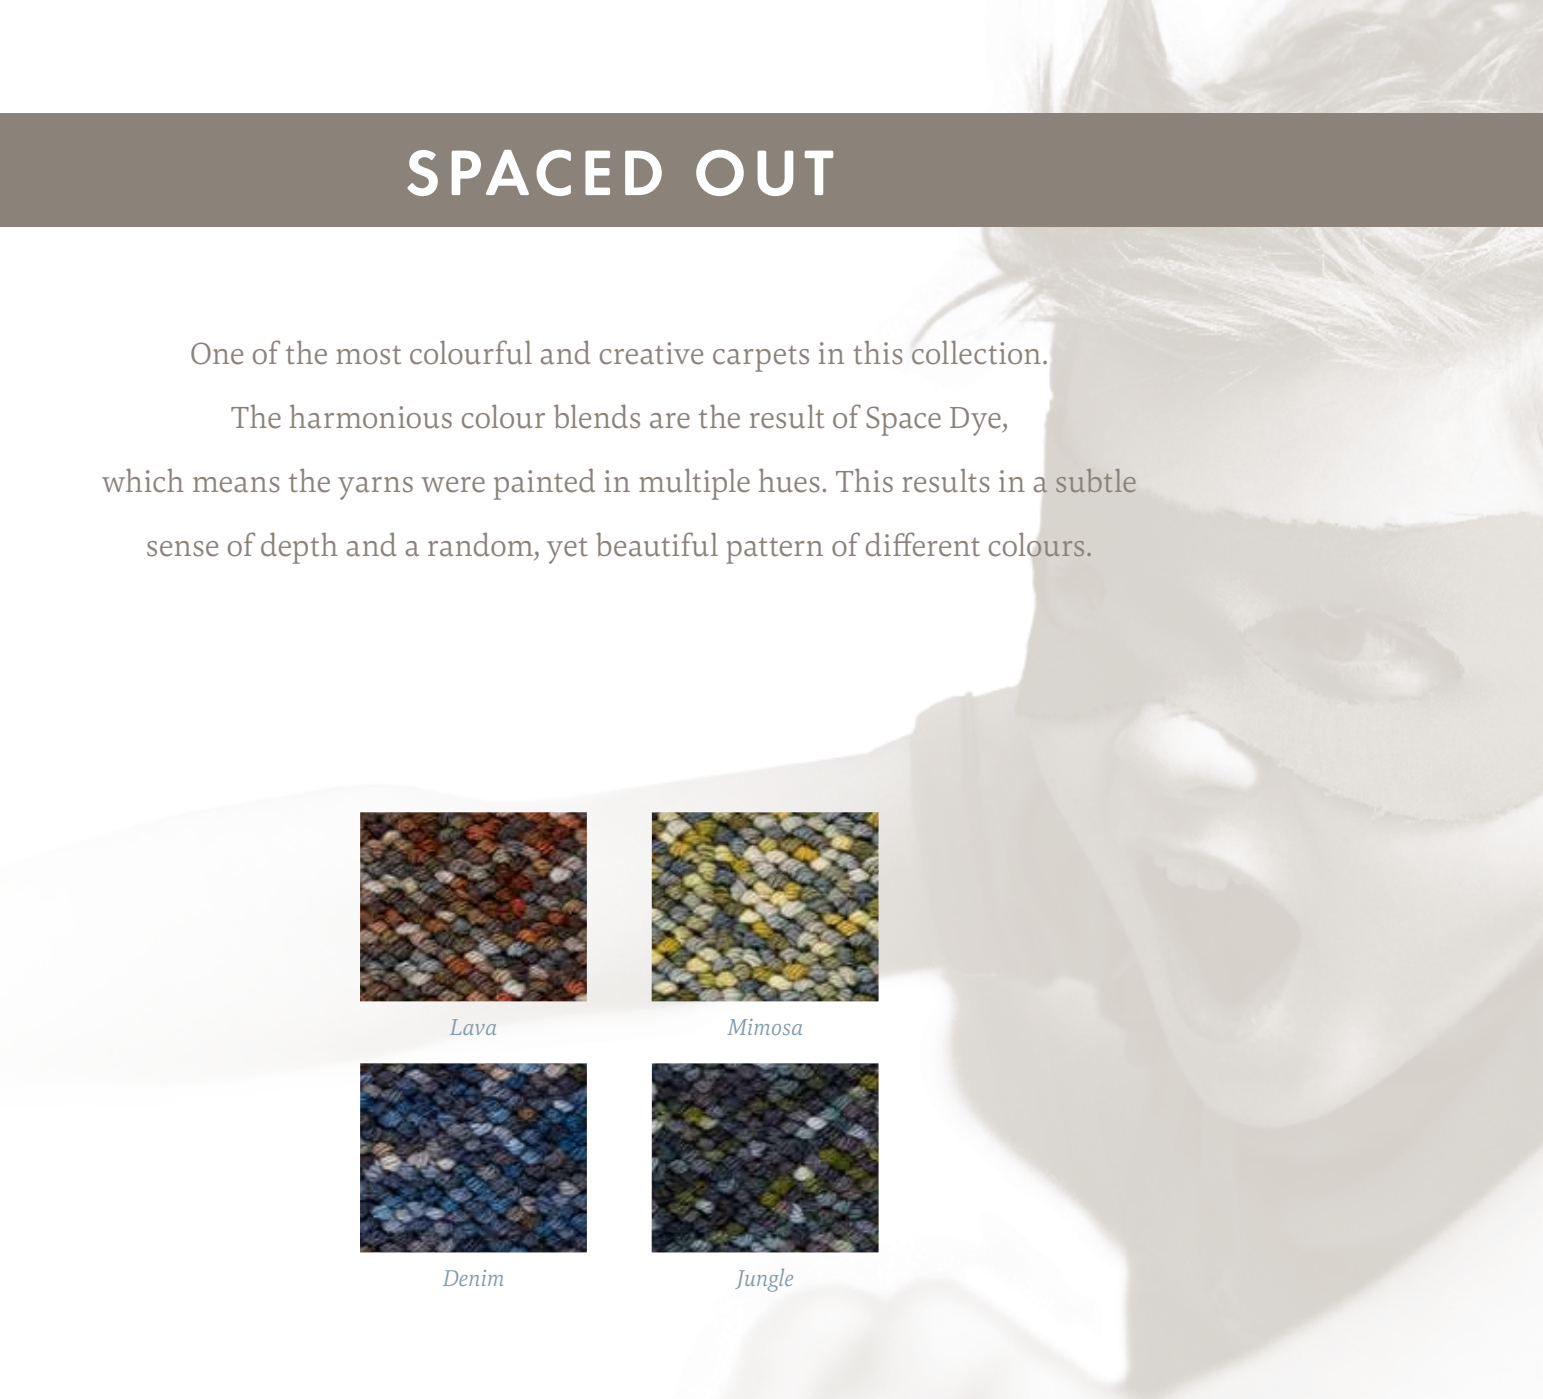 SPACED OUT
One of the most colourful and creative carpets in this collection.
The harmonious colour blends are the result of Space Dye,
which means the yarns were painted in multiple hues. This results in a subtle
sense of depth and a random, yet beautiful pattern of different colours.
Lava
Mimosa
Denim
Jungle